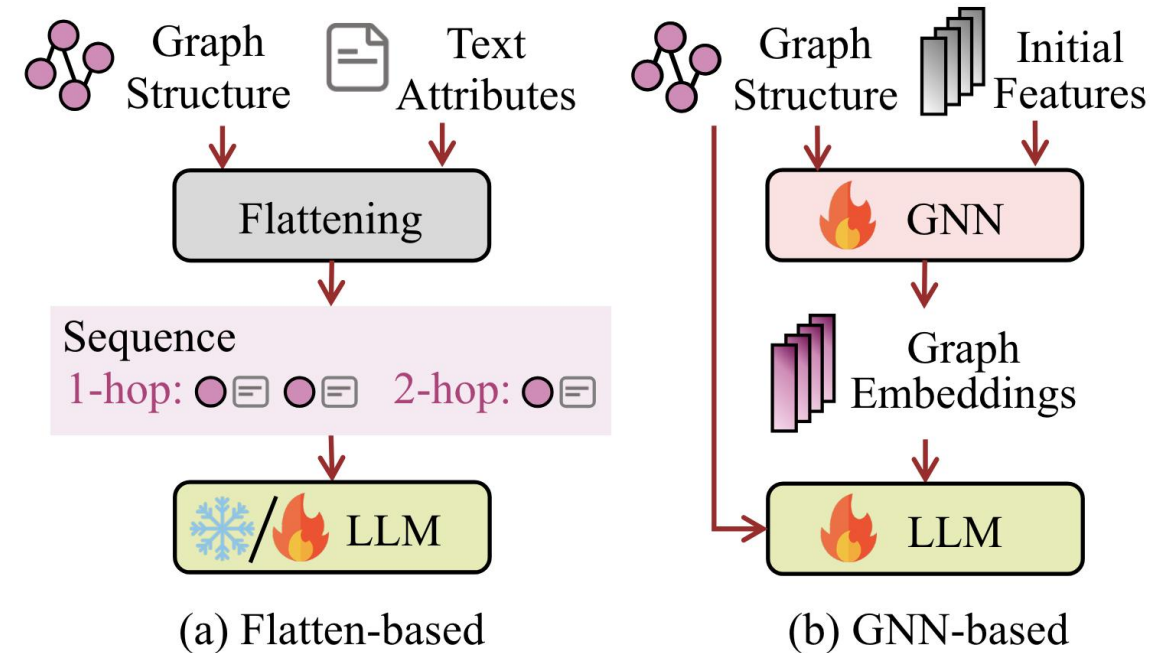 Graph
Structure
Text
Attributes
Flattening
Sequence
1-hop:
2-hop:
LLM
(a) Flatten-based
Graph
Structure
Initial
Features
GNN
Graph
Embeddings
LLM
(b) GNN-based